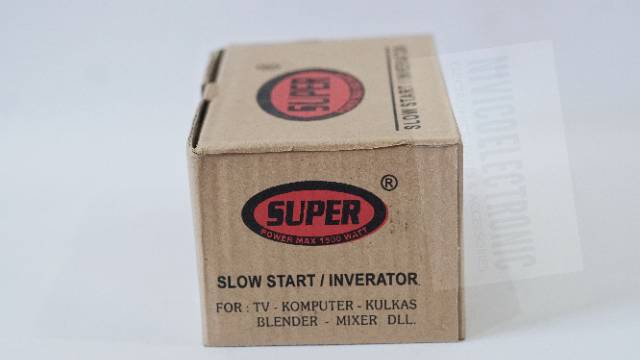 ®
SUPER
SLOW START / INVERATOR
SUPER ®
POWER MAX 1500 WATT
SLOW START / INVERATOR
FOR : TV - KOMPUTER - KULKAS
BLENDER - MIXER DLL.